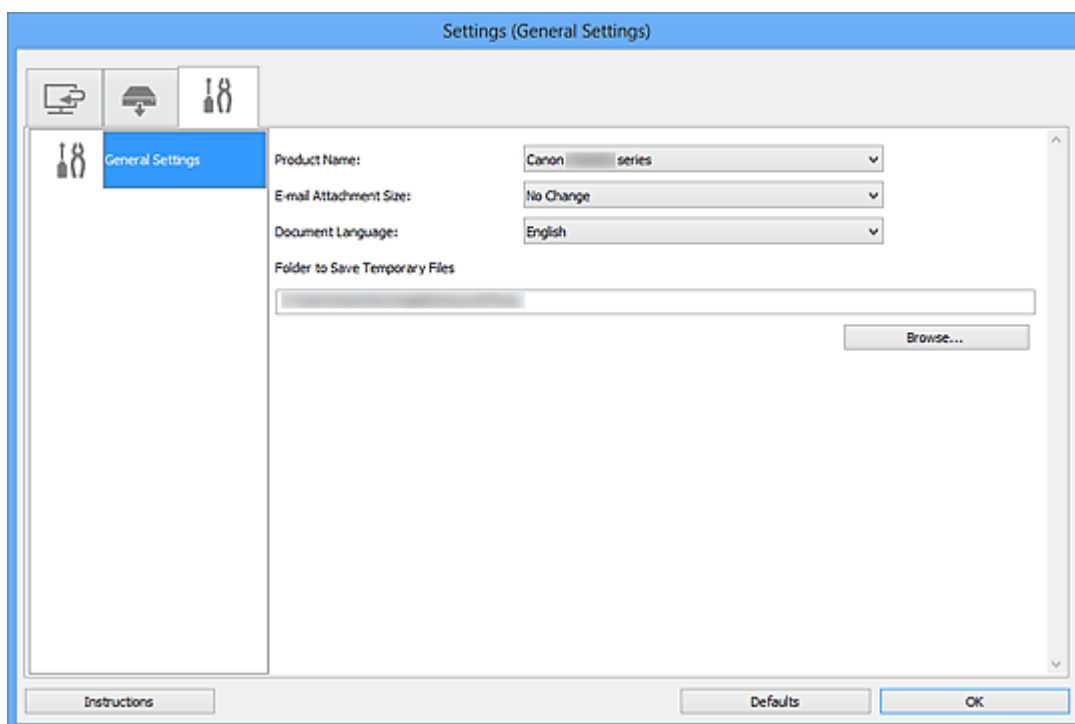 Settings (General Settings)
General Settings
Product Name:
Canon series
E-mail Attachment Size:
No Change
Document Language:
English
Folder to Save Temporary Files
Browse...
Instructions
Defaults
OK